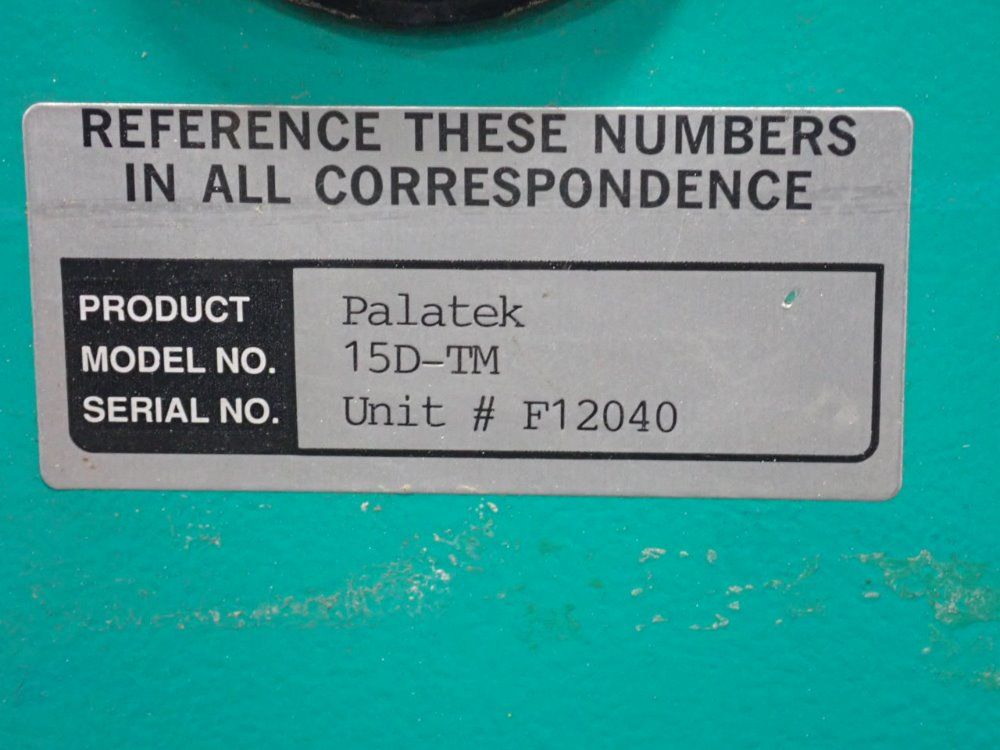 REFERENCE THESE NUMBERS
IN ALL CORRESPONDENCE
PRODUCT Palatek
MODEL NO. 15D-TM
SERIAL NO. Unit # F12040